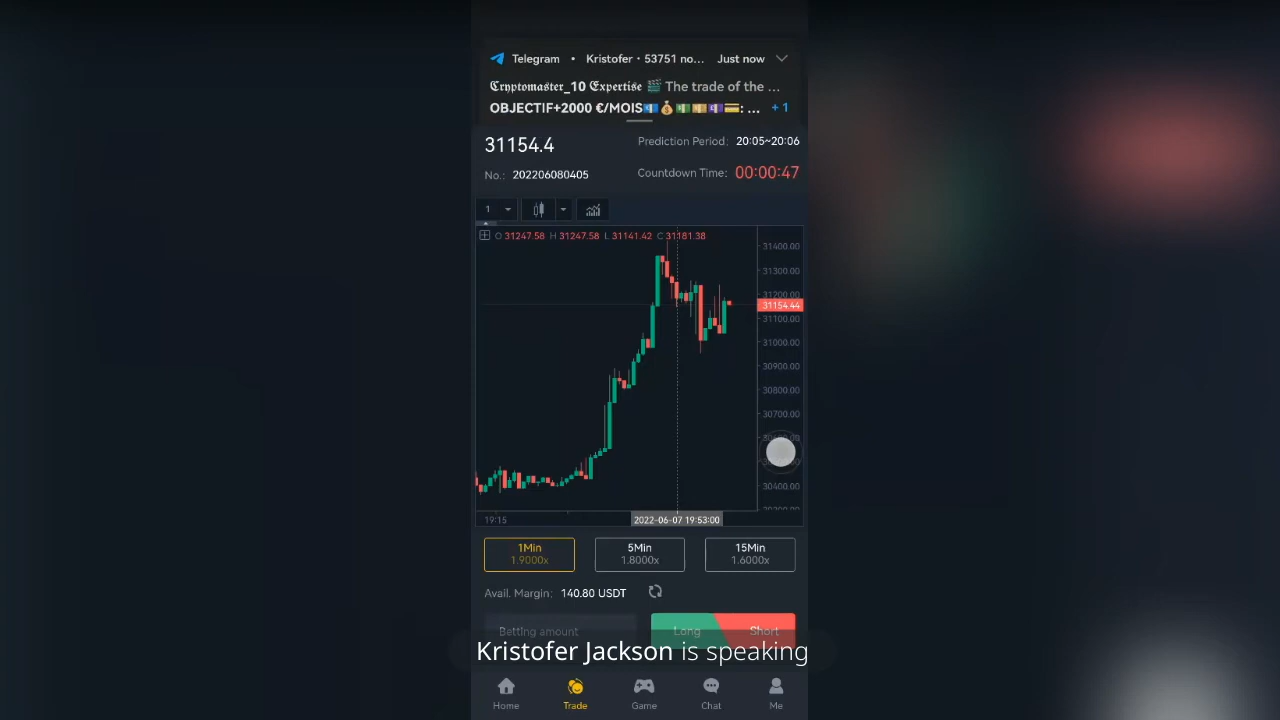 Telegram • Kristofer • 53751 no... Just now
𝕮𝖗𝖞𝖕𝖙𝖔𝖒𝖆𝖘𝖙𝖊𝖗_10 𝕰𝖝𝖕𝖊𝖗𝖙𝖎𝖘𝖊 🎬 The trade of the ...
OBJECTIF+2000 €/MOIS💶💰💵💴💷💳: ... + 1
31154.4 Prediction Period: 20:05~20:06
No.: 202206080405 Countdown Time: 00:00:47
1
O 31247.58 H 31247.58 L 31141.42 C 31181.38
31400.00
31300.00
31200.00
31154.44
31100.00
31000.00
30900.00
30800.00
30700.00
30400.00
19:15 2022-06-07 19:53:00
1Min 5Min 15Min
1.9000x 1.8000x 1.6000x
Avail. Margin: 140.80 USDT
Betting amount Long Short
Kristofer Jackson is speaking
Home Trade Game Chat Me